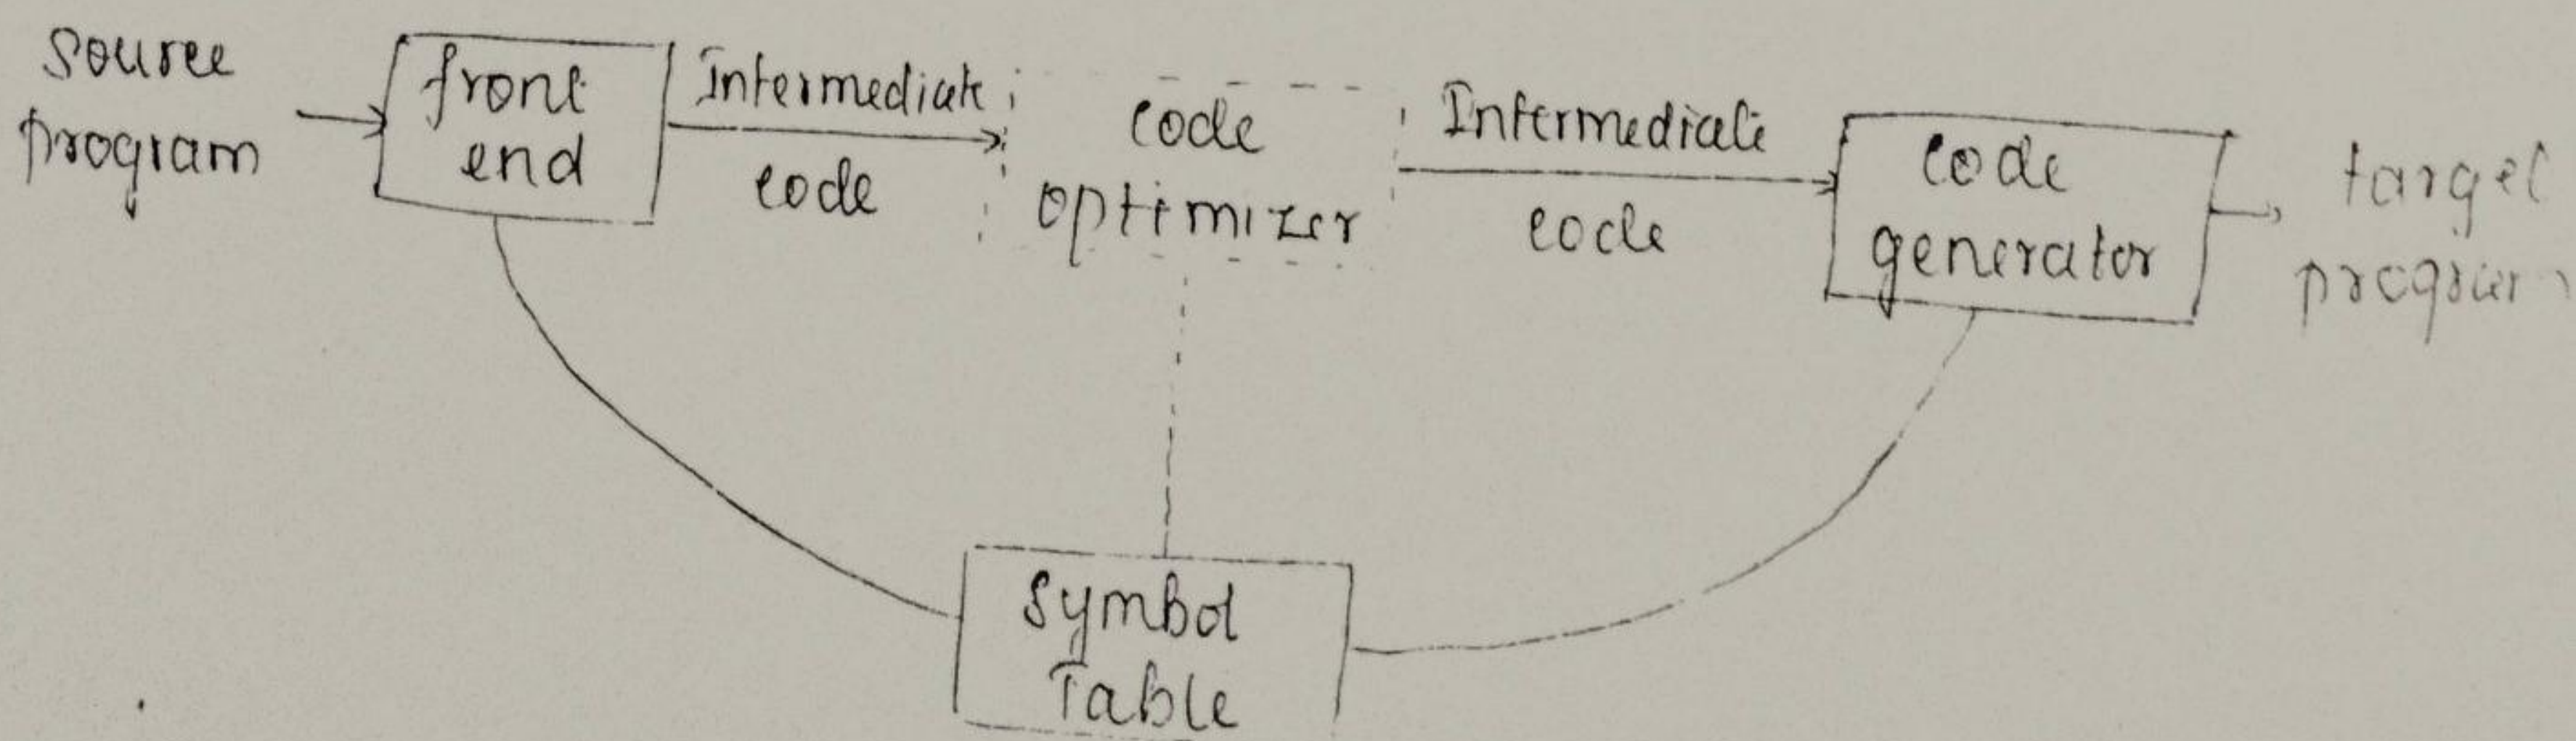 Source
program
front
end
Intermediate
code
code
optimizer
Intermediate
code
code
generator
target
program
Symbol
Table